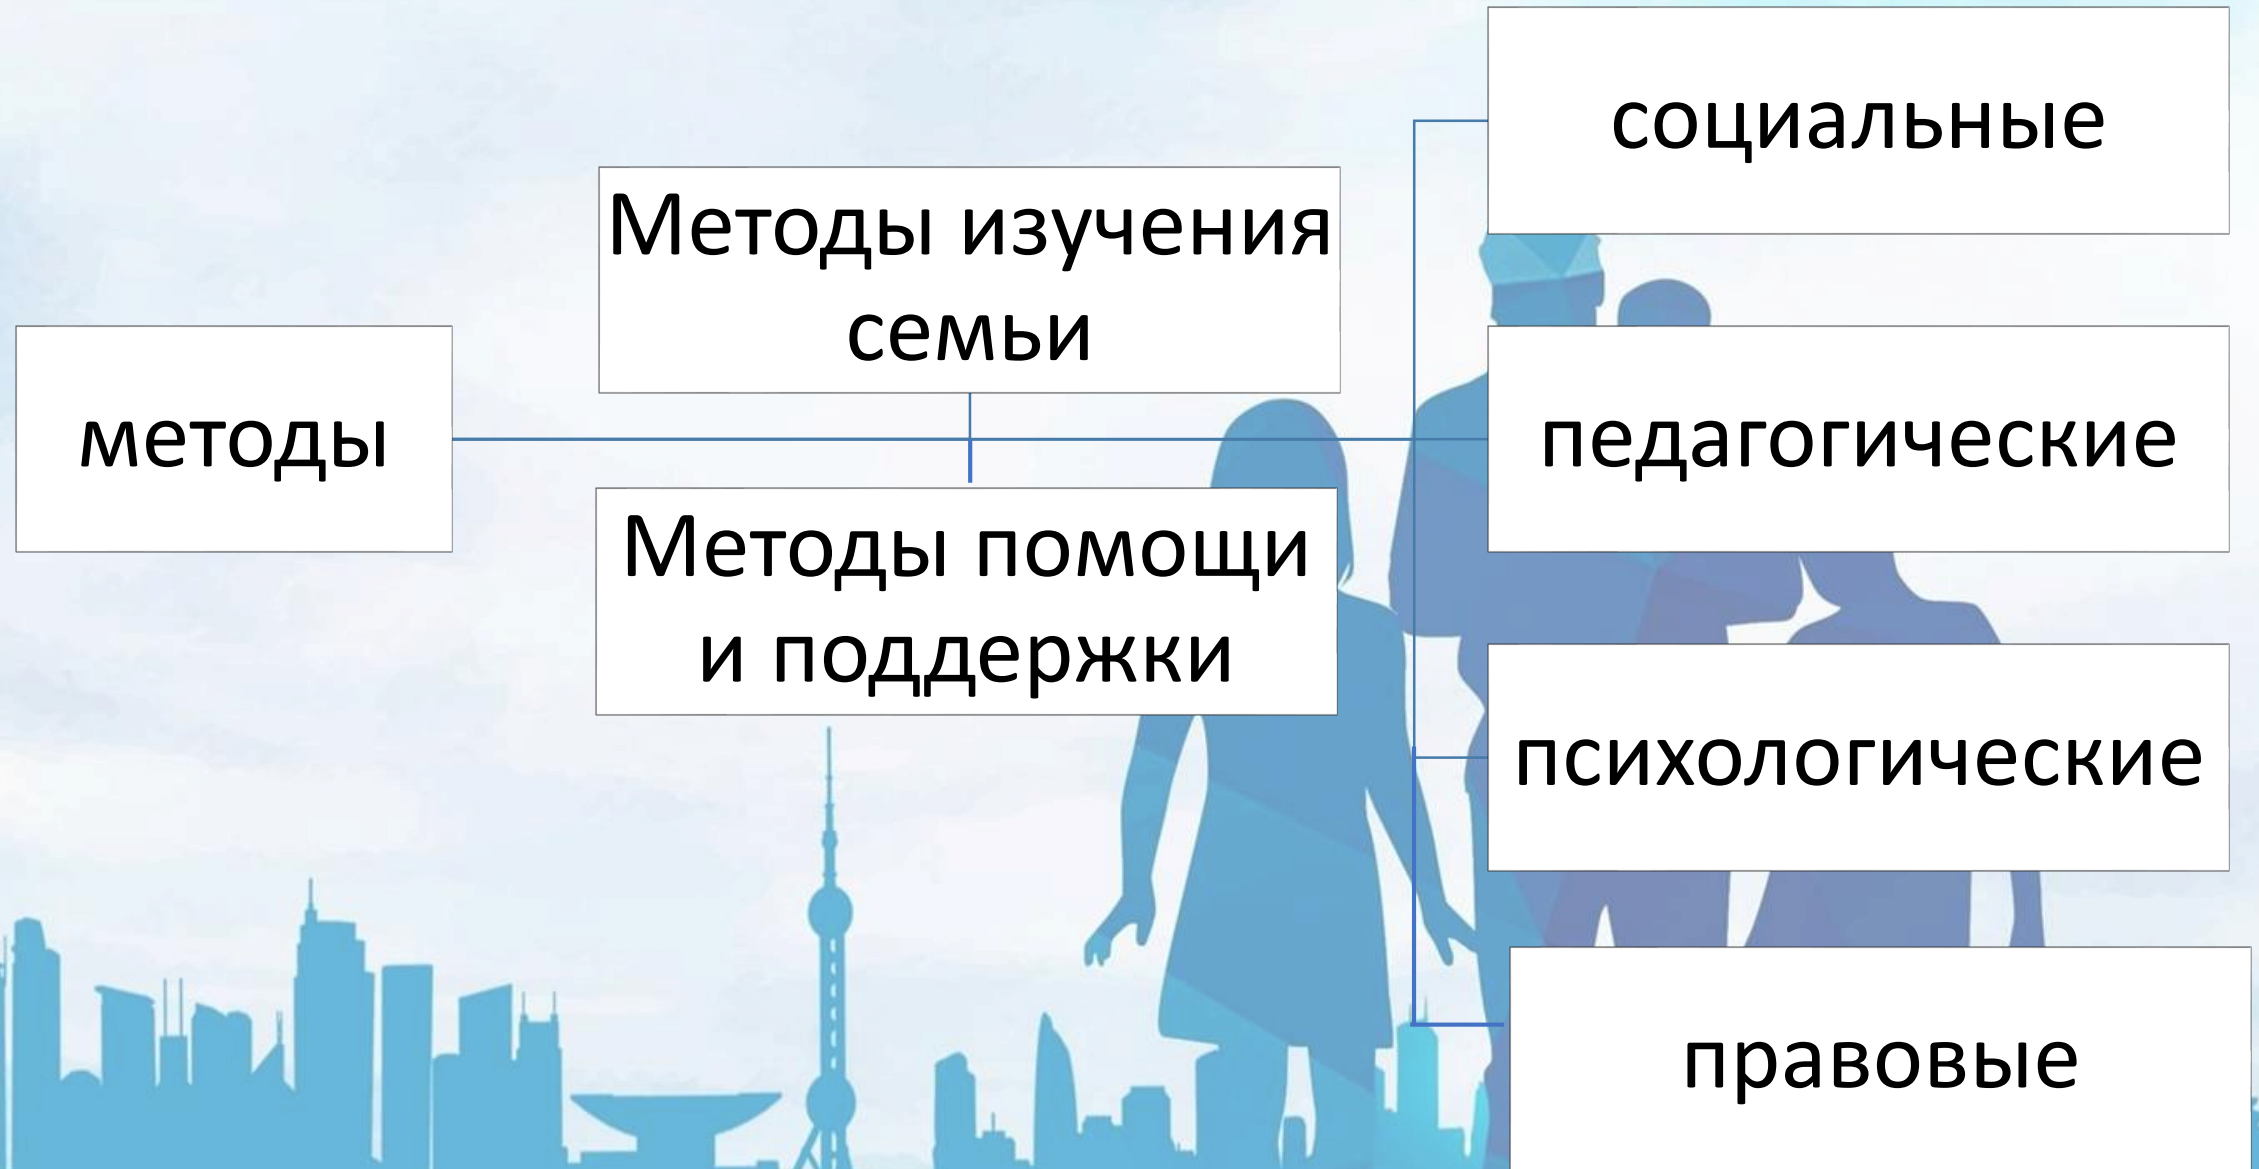 методы
Методы изучения
семьи
Методы помощи
и поддержки
социальные
педагогические
психологические
правовые